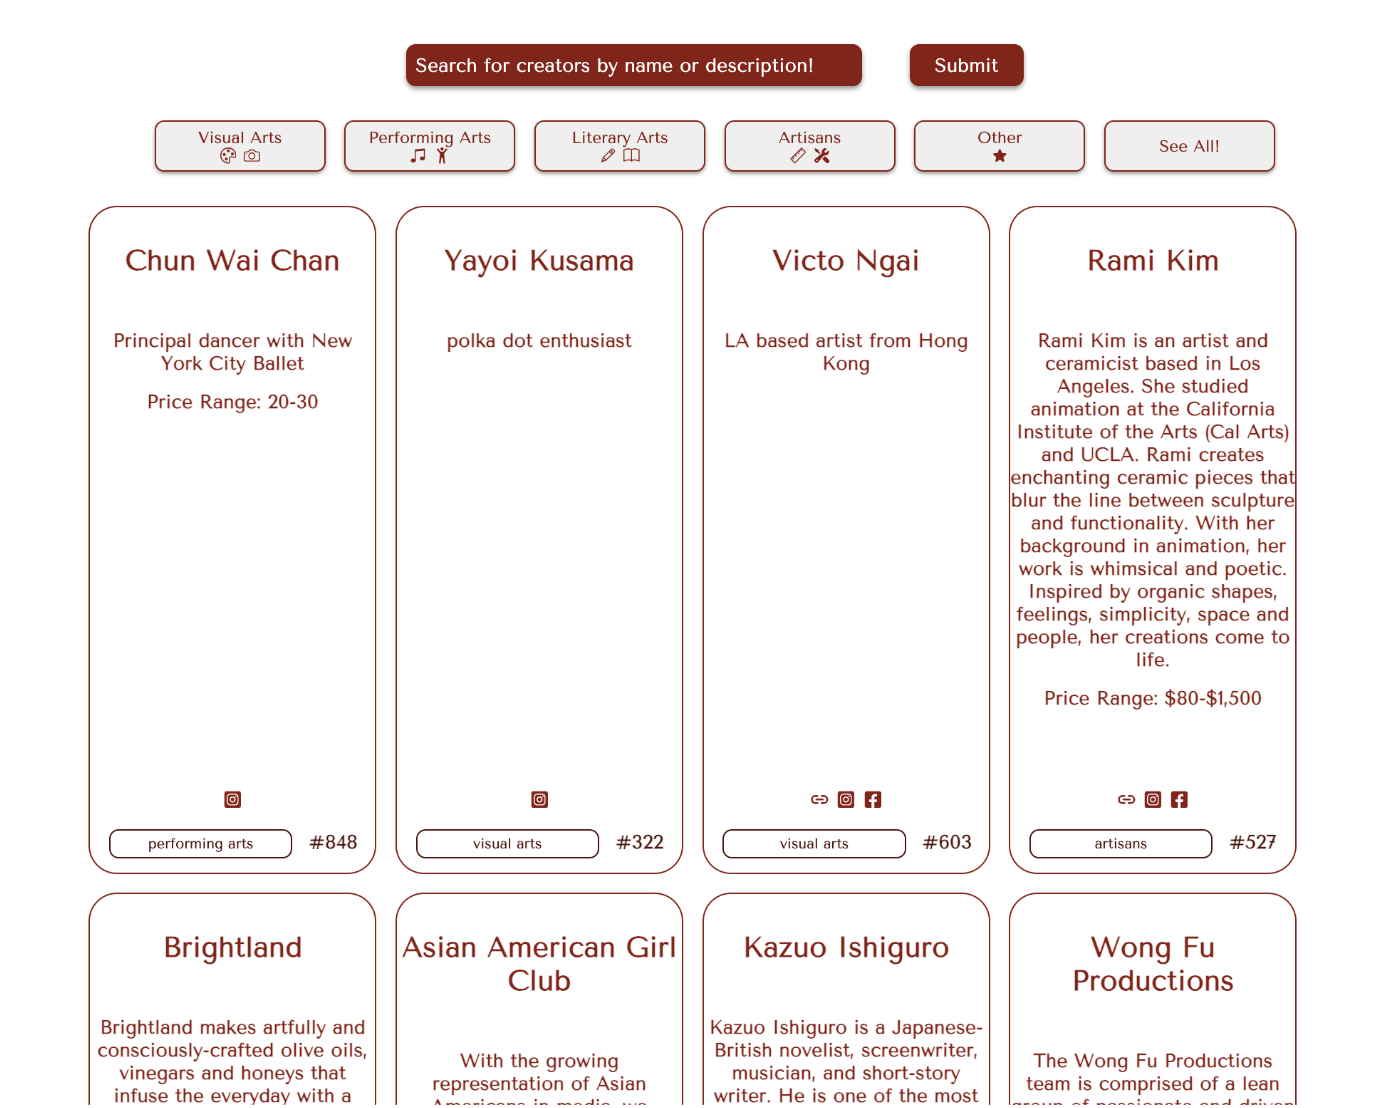 Search for creators by name or description!
Submit
Visual Arts
Performing Arts
Literary Arts
Artisans
Other
See All!
Chun Wai Chan
Principal dancer with New
York City Ballet
Price Range: 20-30
performing arts
#848
Yayoi Kusama
polka dot enthusiast
visual arts
#322
Victo Ngai
LA based artist from Hong
Kong
visual arts
#603
Rami Kim
Rami Kim is an artist and
ceramicist based in Los
Angeles. She studied
animation at the California
Institute of the Arts (Cal Arts)
and UCLA. Rami creates
enchanting ceramic pieces that
blur the line between sculpture
and functionality. With her
background in animation, her
work is whimsical and poetic.
Inspired by organic shapes,
feelings, simplicity, space and
people, her creations come to
life.
Price Range: $80-$1,500
artisans
#527
Brightland
Brightland makes artfully and
consciously-crafted olive oils,
vinegars and honeys that
infuse the everyday with a
Asian American Girl
Club
With the growing
representation of Asian
Americans in media, we
Kazuo Ishiguro
Kazuo Ishiguro is a Japanese-
British novelist, screenwriter,
musician, and short-story
writer. He is one of the most
Wong Fu
Productions
The Wong Fu Productions
team is comprised of a lean
group of passionate and driven